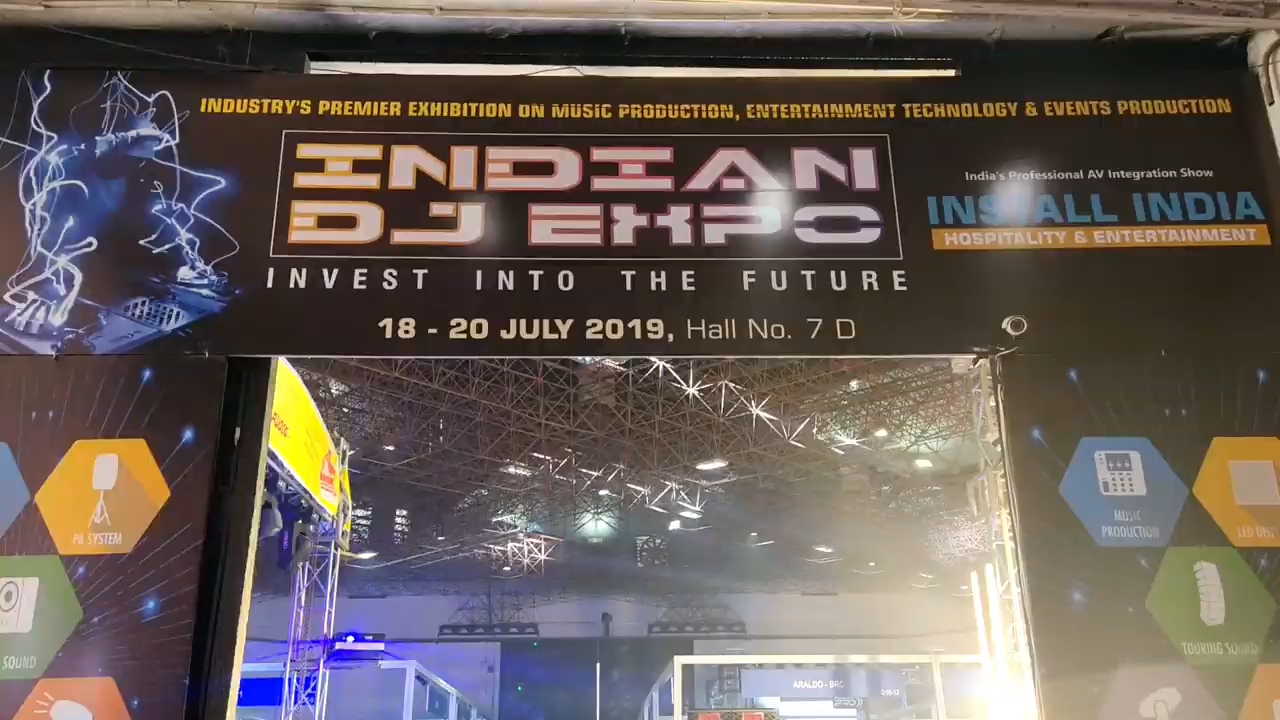 INDUSTRY'S PREMIER EXHIBITION ON MUSIC PRODUCTION, ENTERTAINMENT TECHNOLOGY & EVENTS PRODUCTION
INDIAN
DJ EXPO
INVEST INTO THE FUTURE
18 - 20 JULY 2019, Hall No. 7 D
India's Professional AV Integration Show
INSTALL INDIA
HOSPITALITY & ENTERTAINMENT
PA SYSTEM
SOUND
MUSIC
PRODUCTION
LED
TOURING SOUND
ARALDO - BRC